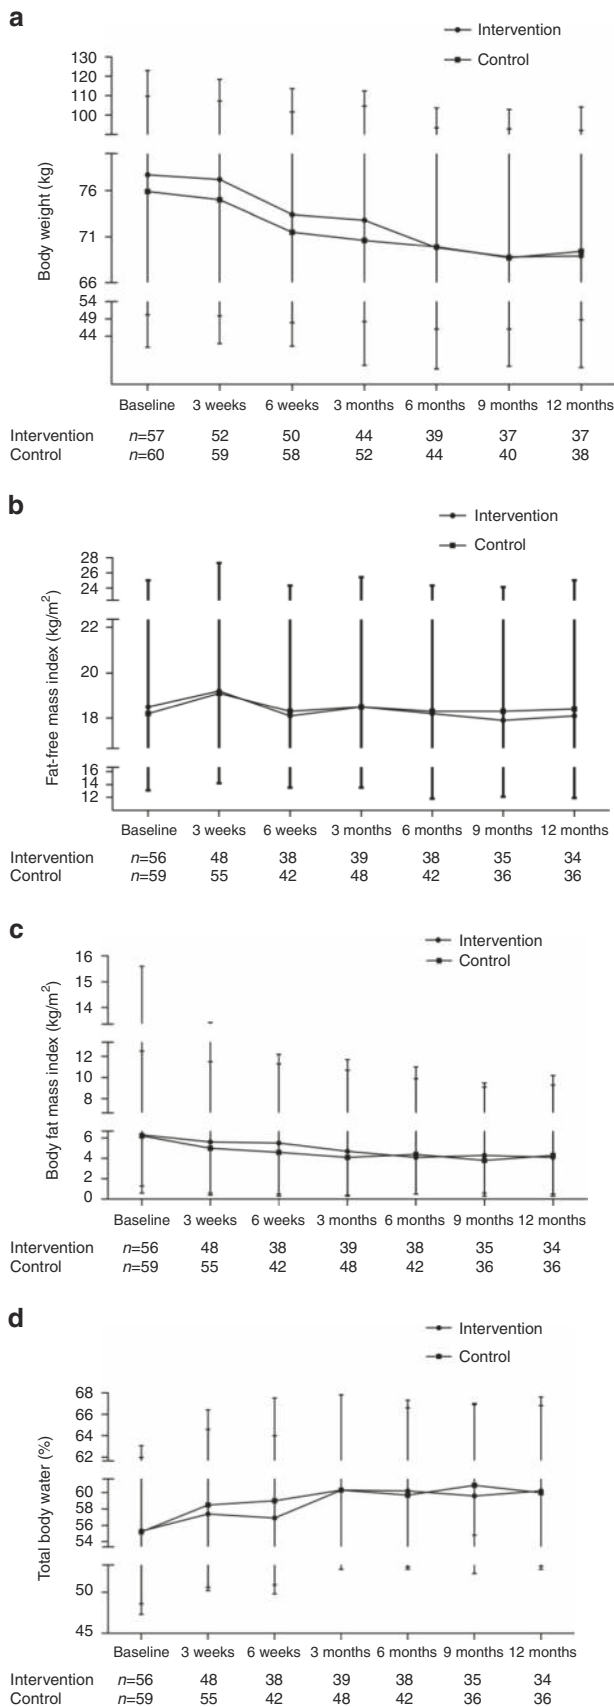 a
Intervention
Control
130
120
110
100
76
71
66
54
49
44
Body weight (kg)
Baseline 3 weeks 6 weeks 3 months 6 months 9 months 12 months
Intervention n=57 52 50 44 39 37 37
Control n=60 59 58 52 44 40 38
b
Intervention
Control
28
26
24
22
20
18
16
14
12
Fat-free mass index (kg/m²)
Baseline 3 weeks 6 weeks 3 months 6 months 9 months 12 months
Intervention n=56 48 38 39 38 35 34
Control n=59 55 42 48 42 36 36
c
Intervention
Control
16
15
14
12
10
8
6
4
2
0
Body fat mass index (kg/m²)
Baseline 3 weeks 6 weeks 3 months 6 months 9 months 12 months
Intervention n=56 48 38 39 38 35 34
Control n=59 55 42 48 42 36 36
d
Intervention
Control
68
66
64
62
60
58
56
54
50
45
Total body water (%)
Baseline 3 weeks 6 weeks 3 months 6 months 9 months 12 months
Intervention n=56 48 38 39 38 35 34
Control n=59 55 42 48 42 36 36